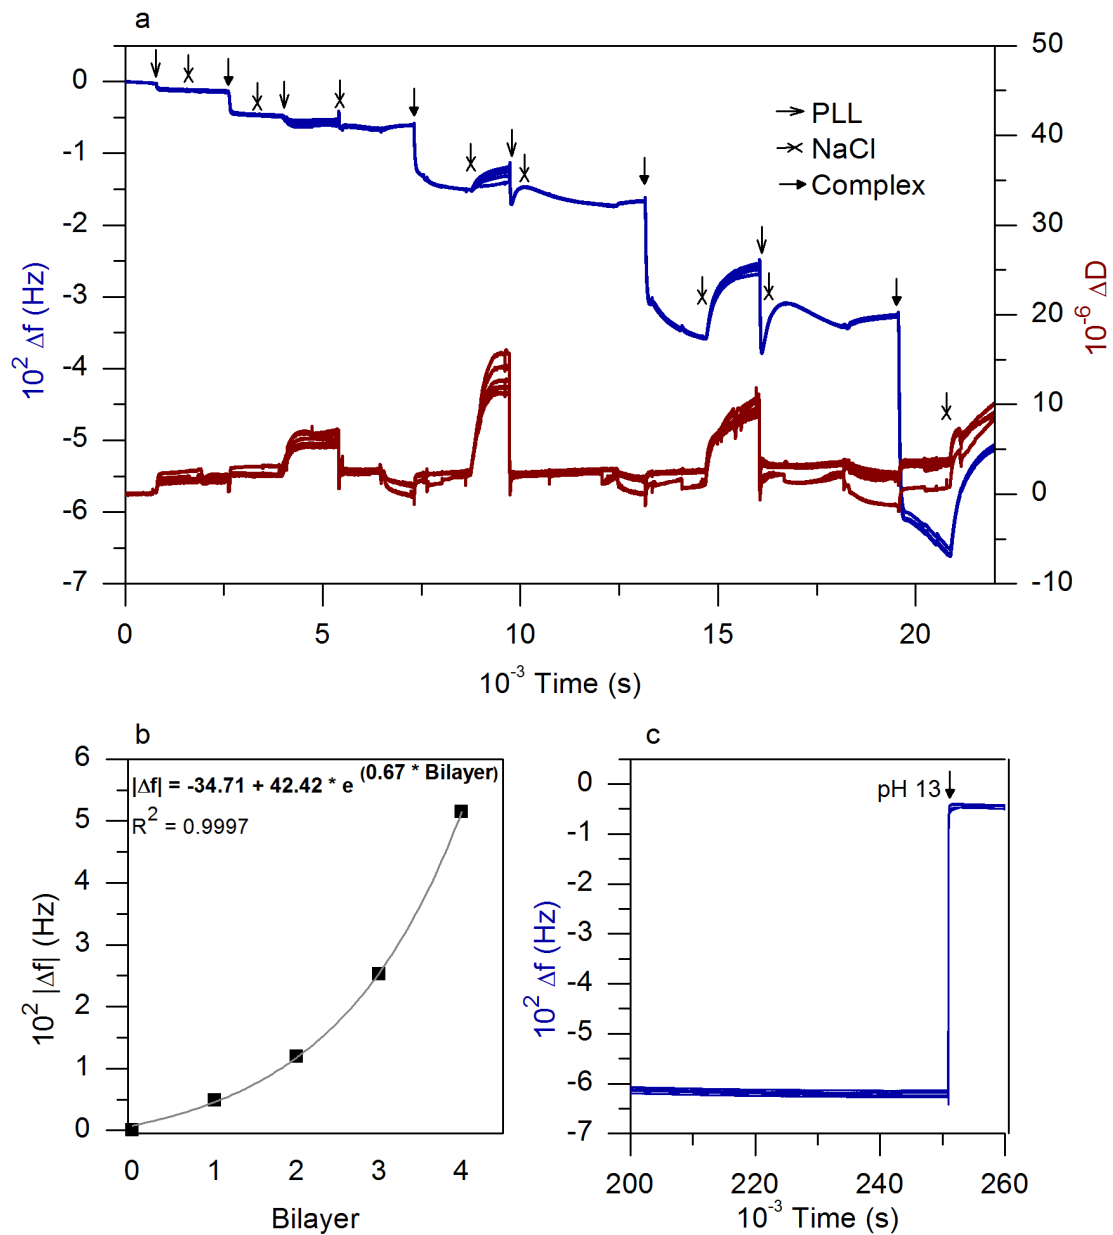 a
0
-1
-2
-3
-4
-5
-6
-7
10² Δf (Hz)
50
40
30
20
10
0
-10
10⁻⁶ ΔD
PLL
NaCl
Complex
0 5 10 15 20
10⁻³ Time (s)
b
6
5
4
3
2
1
0
10² |Δf| (Hz)
|Δf| = -34.71 + 42.42 * e^(0.67 * Bilayer)
R² = 0.9997
0 1 2 3 4
Bilayer
c
0
-1
-2
-3
-4
-5
-6
-7
10² Δf (Hz)
pH 13
200 220 240 260
10⁻³ Time (s)